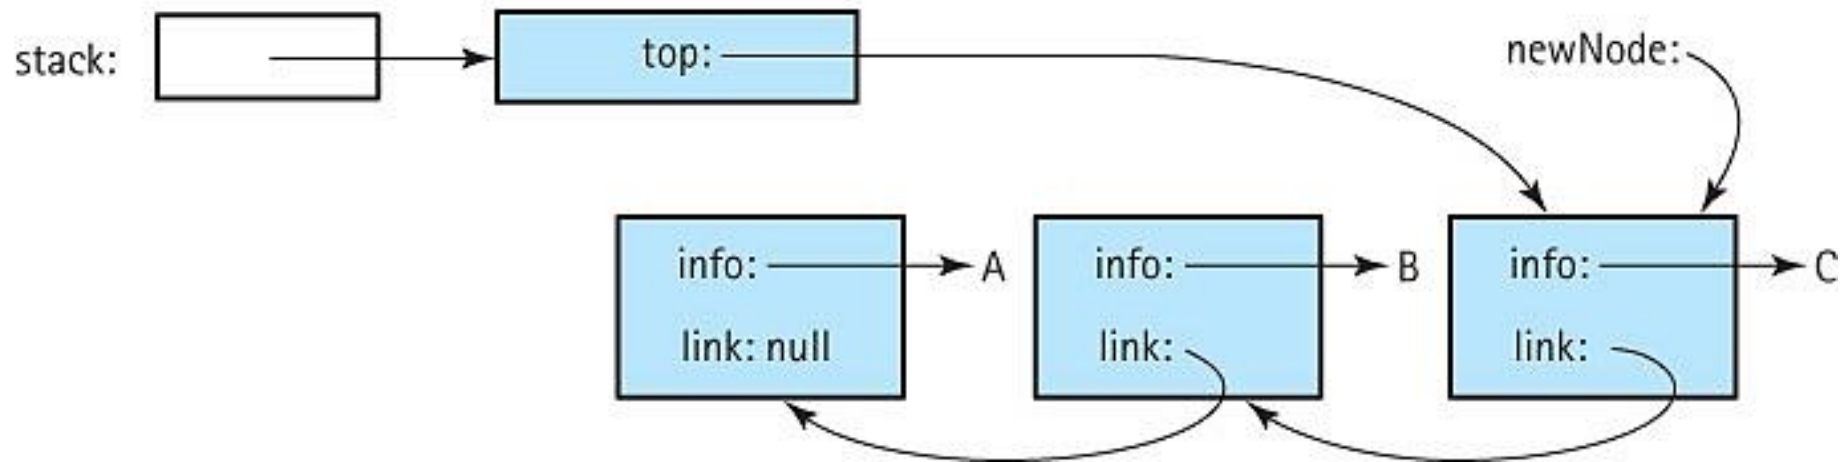 stack:
top:
newNode:
info: A
link: null
info: B
link:
info: C
link: